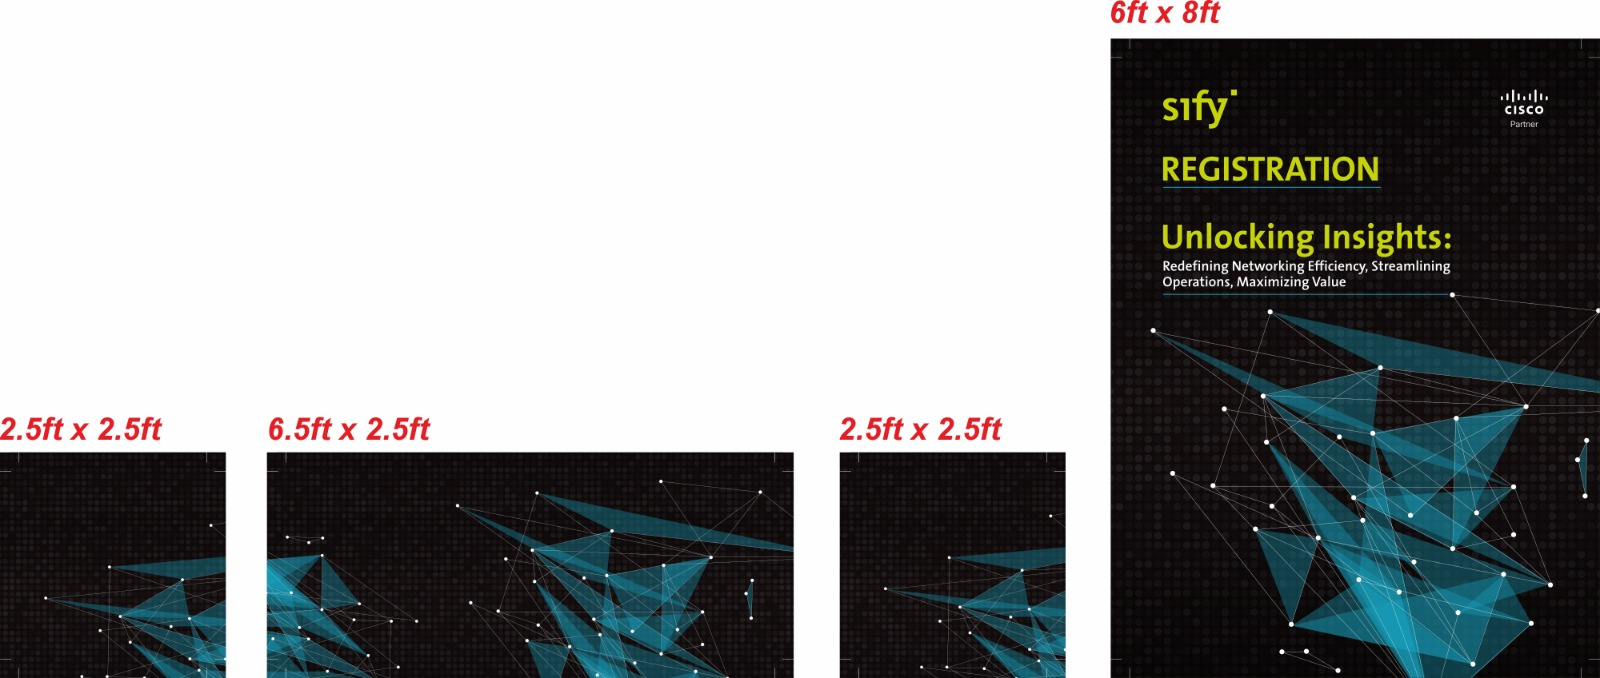 6ft x 8ft
sify
CISCO
Partner
REGISTRATION
Unlocking Insights:
Redefining Networking Efficiency, Streamlining
Operations, Maximizing Value
2.5ft x 2.5ft
6.5ft x 2.5ft
2.5ft x 2.5ft